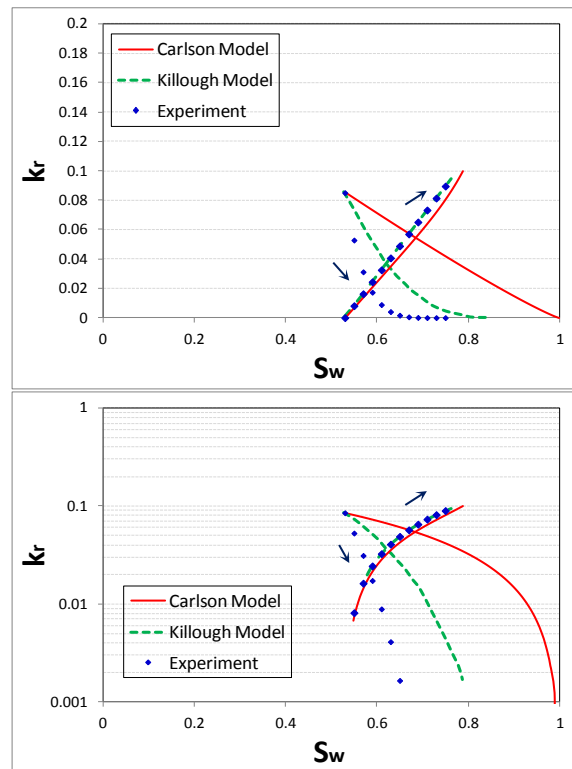 0.2
0.18
0.16
0.14
0.12
0.1
0.08
0.06
0.04
0.02
0
kr
Carlson Model
Killough Model
Experiment
0 0.2 0.4 0.6 0.8 1
Sw
1
0.1
0.01
0.001
kr
Carlson Model
Killough Model
Experiment
0 0.2 0.4 0.6 0.8 1
Sw